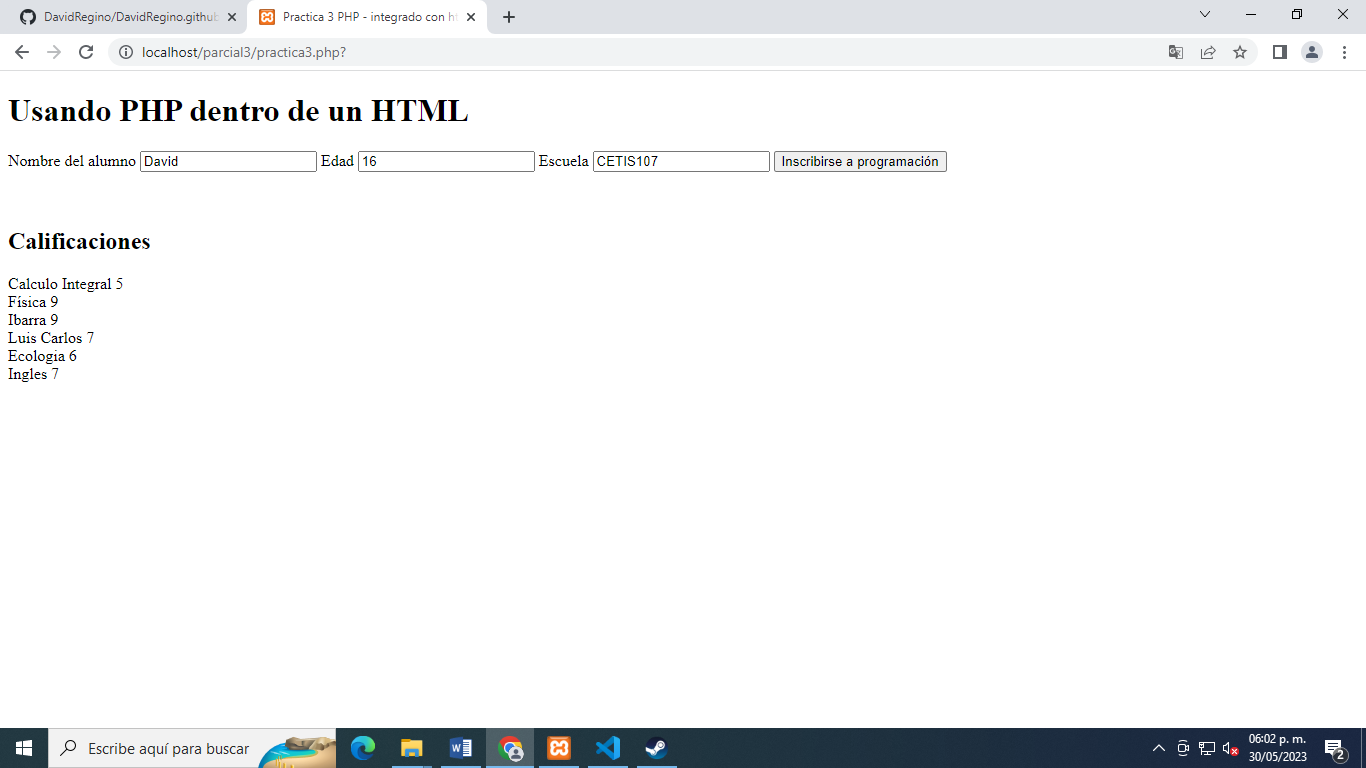 DavidRegino/DavidRegino.github
Practica 3 PHP - integrado con ht
localhost/parcial3/practica3.php?
Usando PHP dentro de un HTML
Nombre del alumno David Edad 16 Escuela CETIS107 Inscribirse a programación
Calificaciones
Calculo Integral 5
Física 9
Ibarra 9
Luis Carlos 7
Ecologia 6
Ingles 7
Escribe aquí para buscar
06:02 p. m.
30/05/2023
2